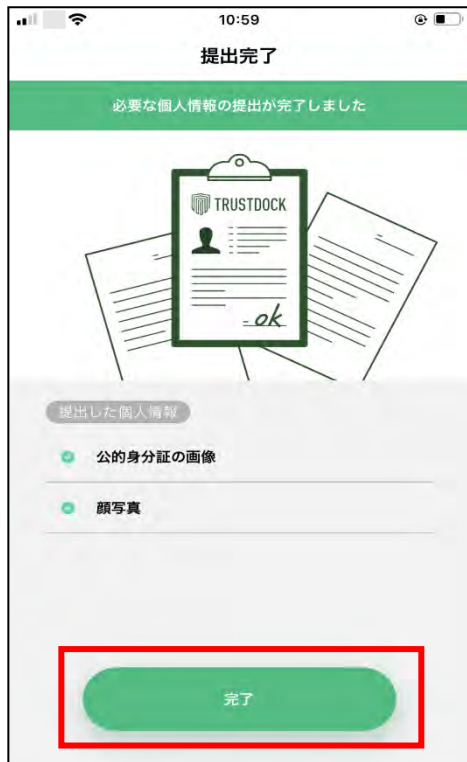 10:59
提出完了
必要な個人情報の提出が完了しました
TRUSTDOCK
ok
提出した個人情報
公的身分証の画像
顔写真
完了